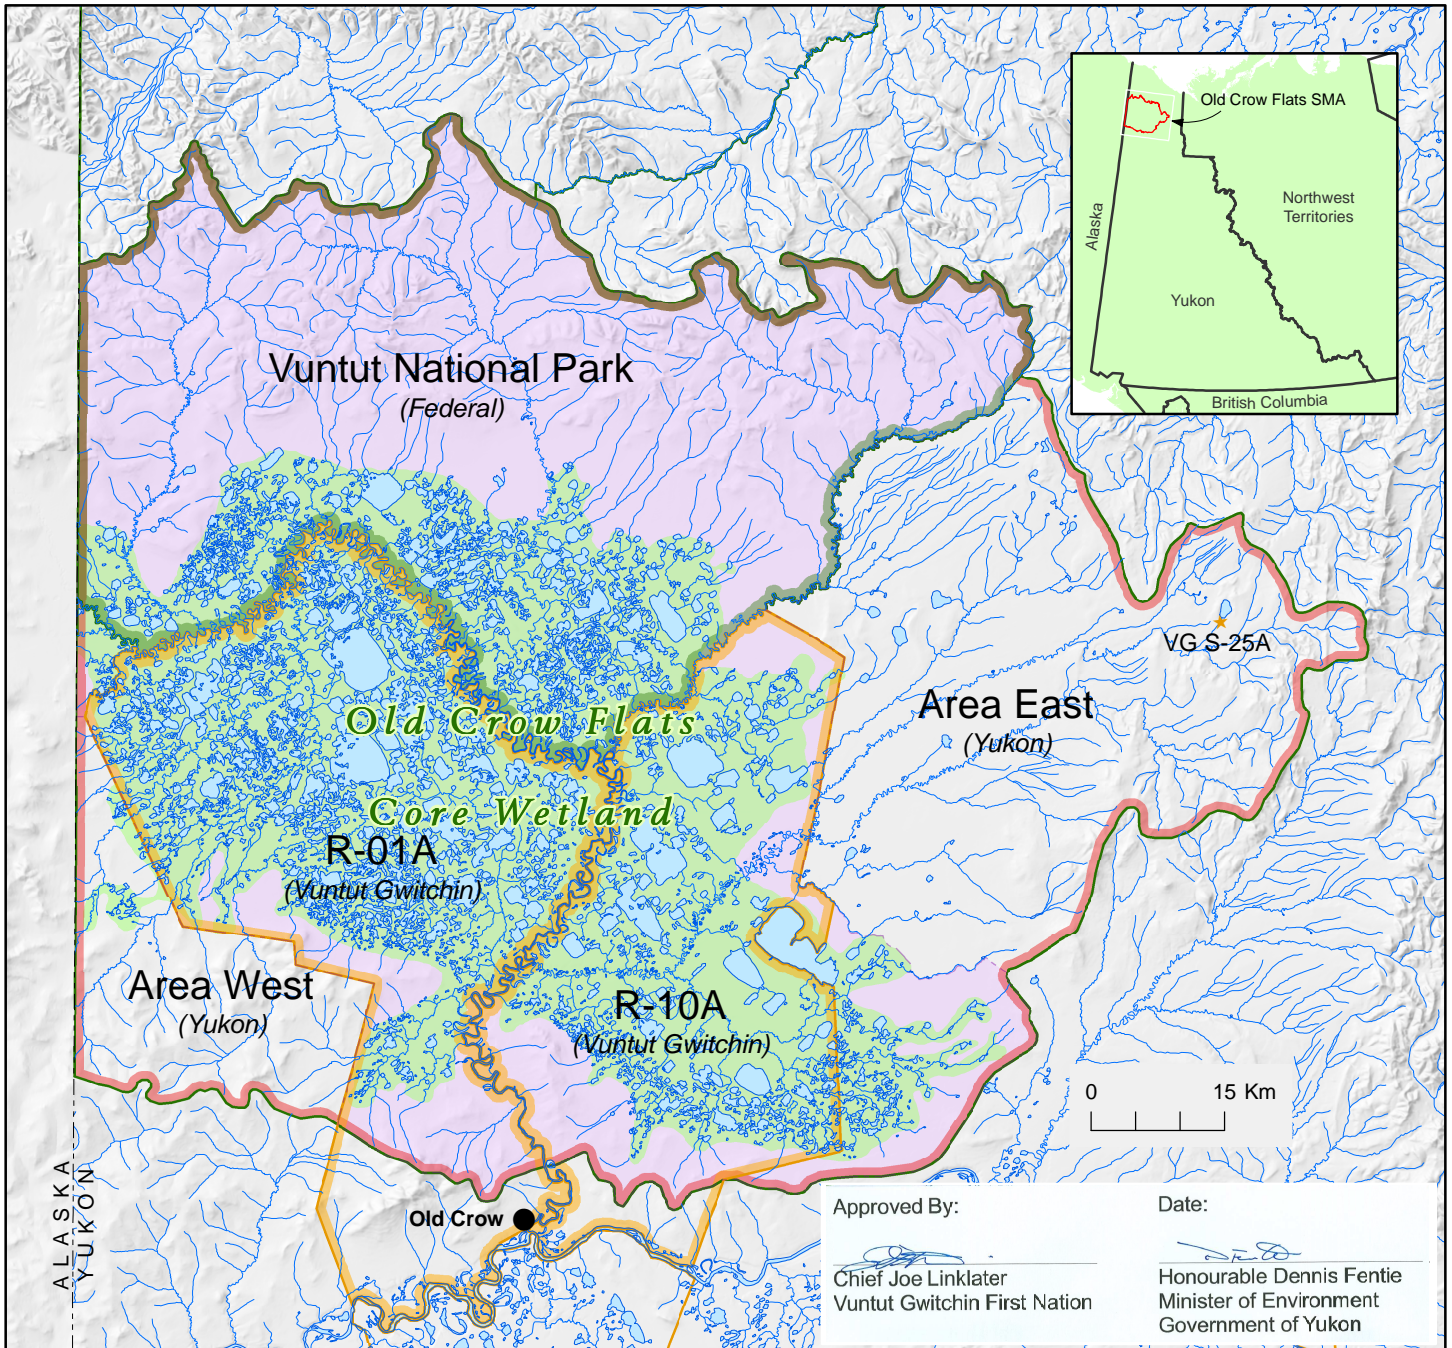 Old Crow Flats SMA
Northwest
Territories
Alaska
Yukon
British Columbia
Vuntut National Park
(Federal)
VG S-25A
Old Crow Flats
Area East
(Yukon)
Core Wetland
R-01A
(Vuntut Gwitchin)
Area West
(Yukon)
R-10A
(Vuntut Gwitchin)
0 15 Km
ALASKA
YUKON
Old Crow
Approved By:
Date:
Chief Joe Linklater
Vuntut Gwitchin First Nation
Honourable Dennis Fentie
Minister of Environment
Government of Yukon